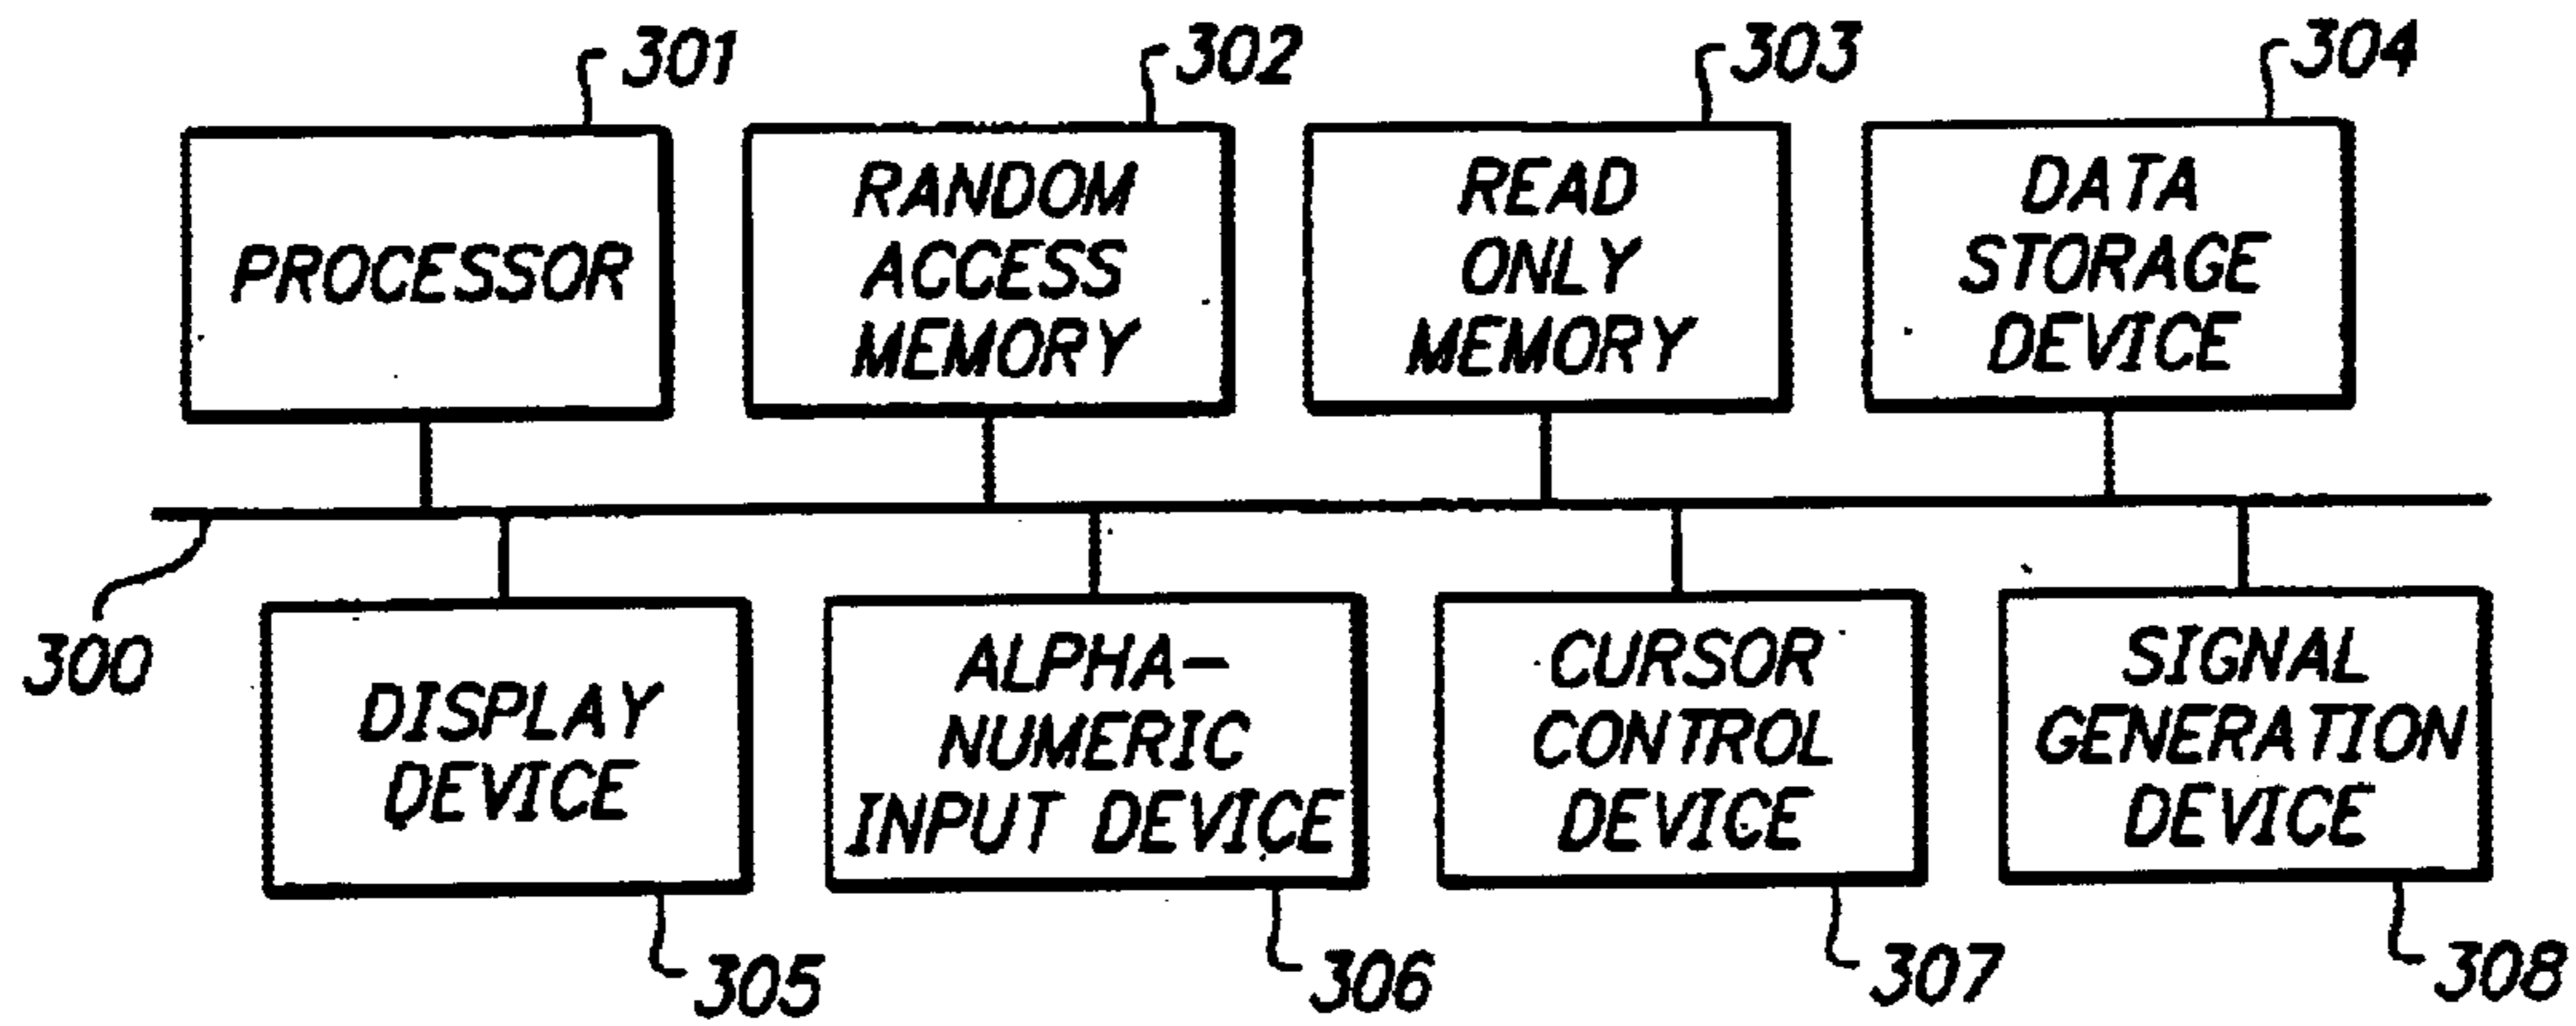 301
302
303
304
PROCESSOR
RANDOM
ACCESS
MEMORY
READ
ONLY
MEMORY
DATA
STORAGE
DEVICE
300
DISPLAY
DEVICE
ALPHA-
NUMERIC
INPUT DEVICE
CURSOR
CONTROL
DEVICE
SIGNAL
GENERATION
DEVICE
305
306
307
308